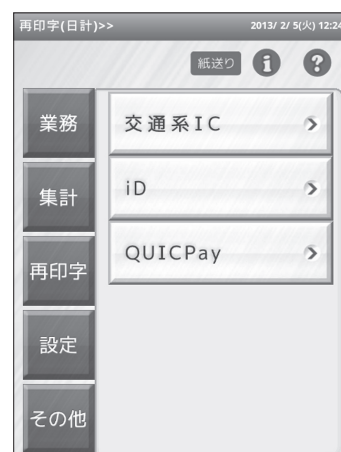 再印字(日計)>> 2013/ 2/ 5(火) 12:24
紙送り i ?
業務
集計
再印字
設定
その他
交通系IC
iD
QUICPay